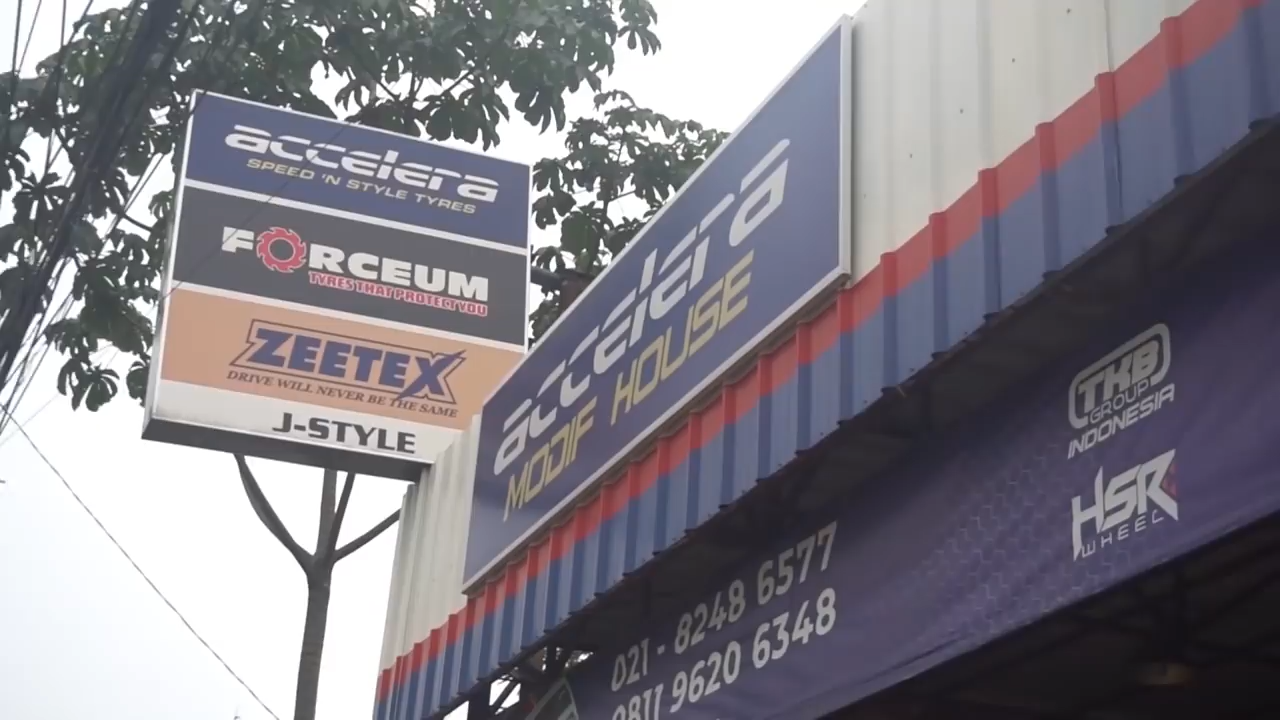 accelera
SPEED 'N STYLE TYRES
FORCEUM
TYRES THAT PROTECT YOU
ZEETEX
DRIVE WILL NEVER BE THE SAME
J-STYLE
accelera
MODIF HOUSE
TKB
GROUP
INDONESIA
HSR
WHEEL
021 - 8248 6577
0811 9620 6348